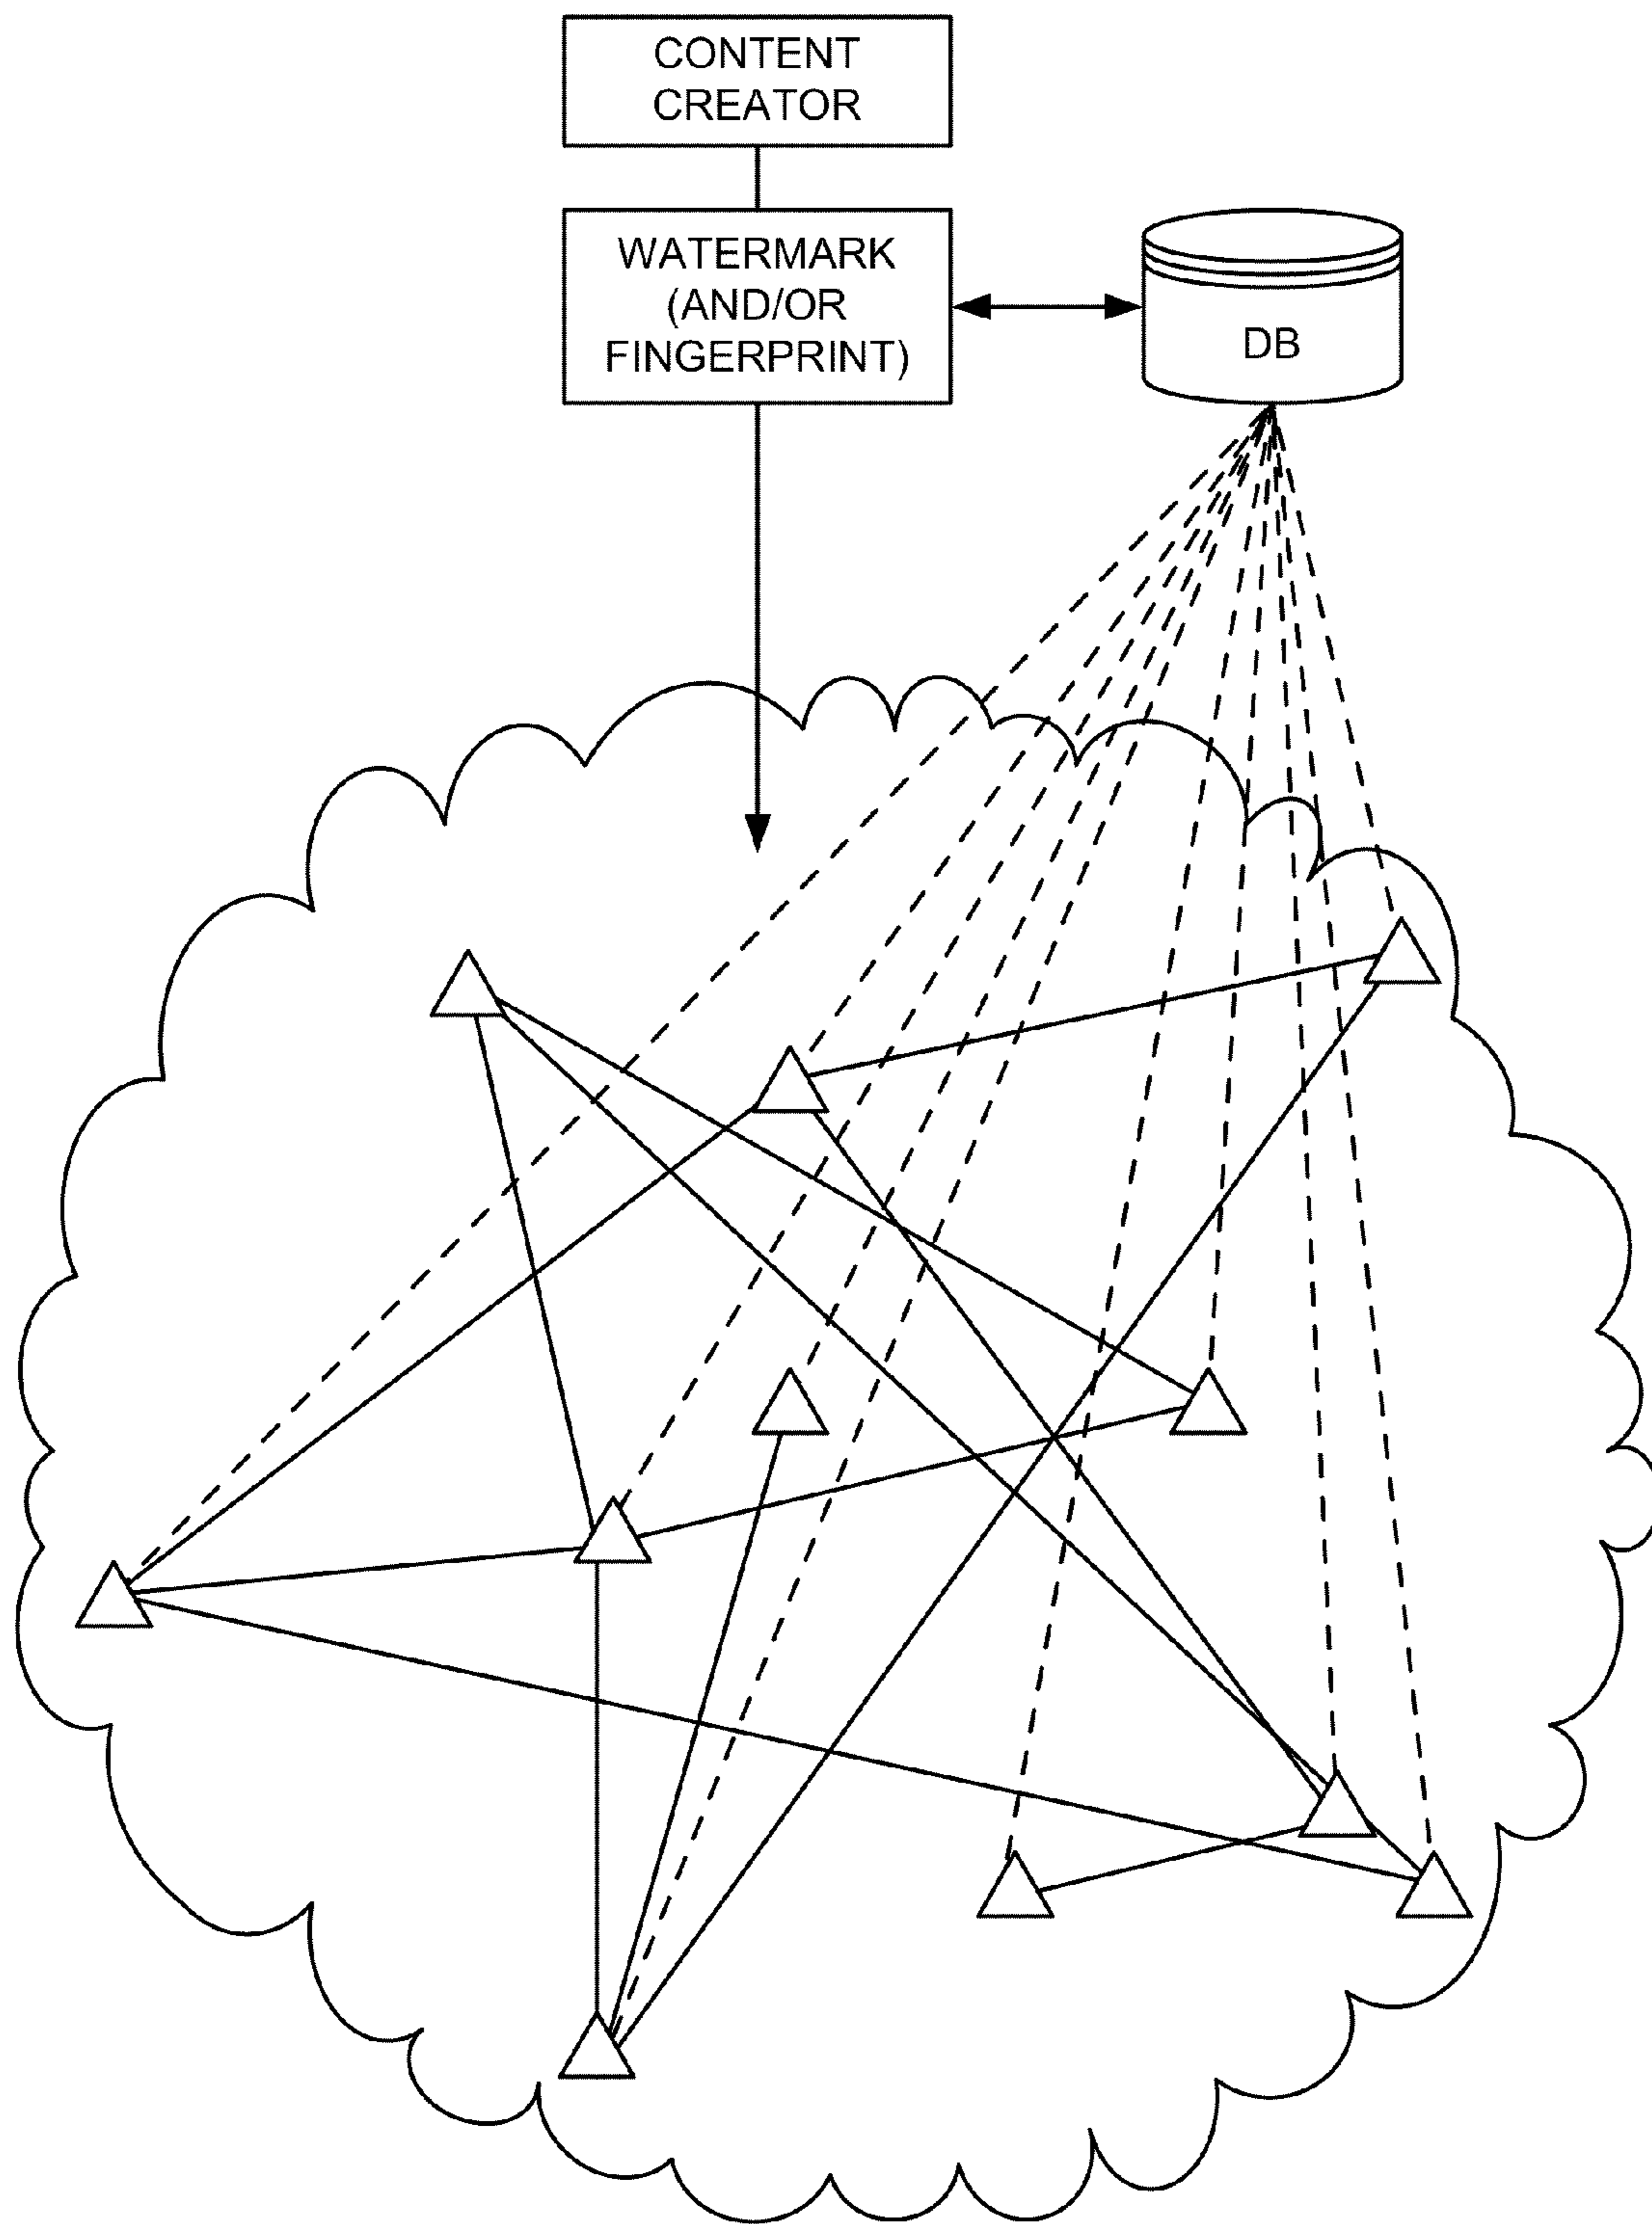 CONTENT
CREATOR
WATERMARK
(AND/OR
FINGERPRINT)
DB